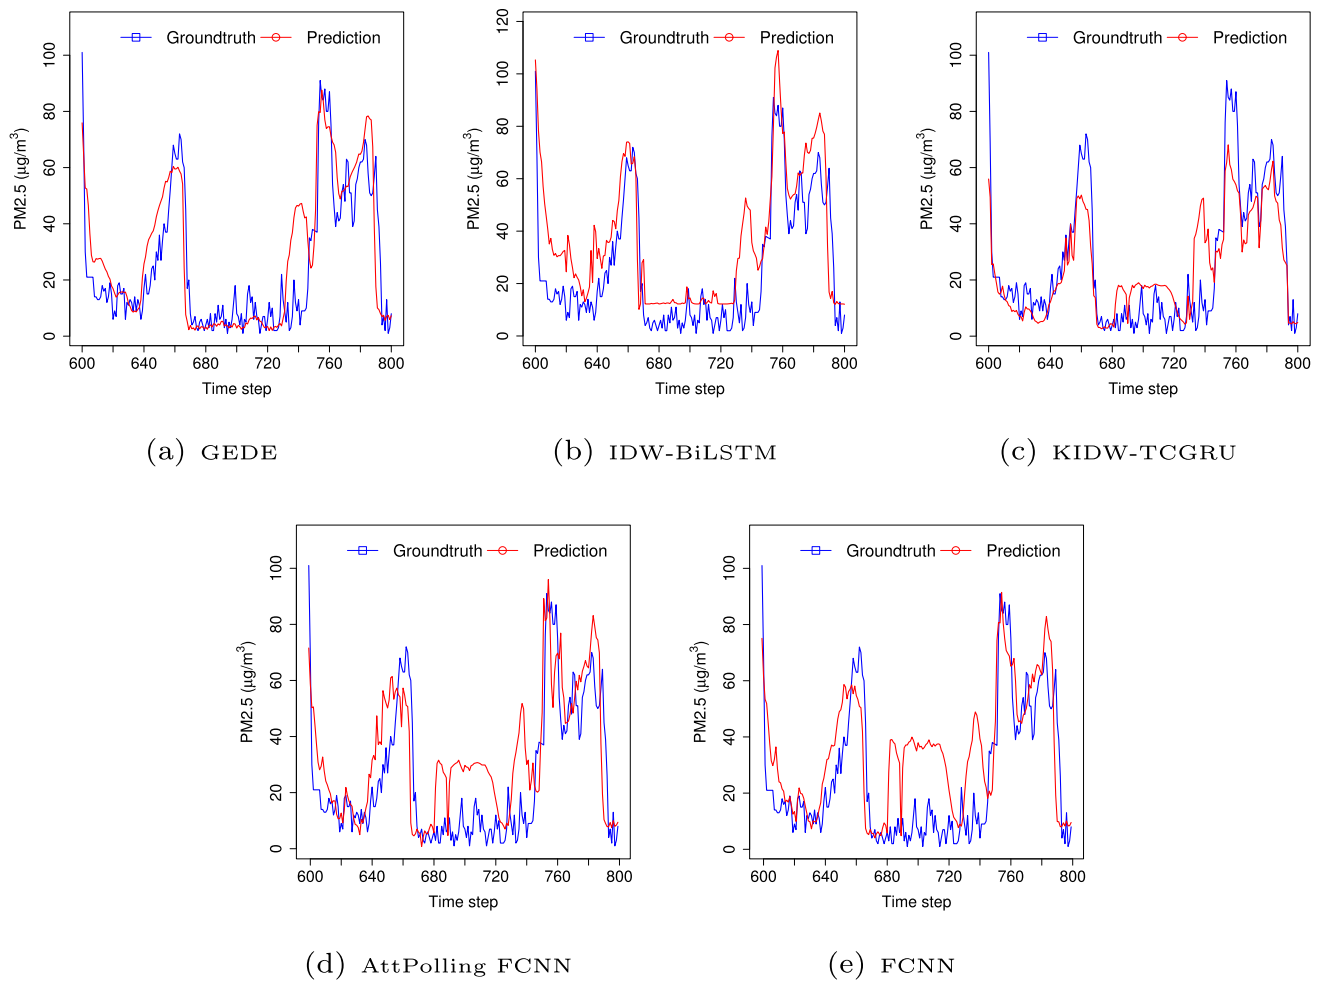 Groundtruth Prediction
PM2.5 (μg/m³)
0 20 40 60 80 100
600 640 680 720 760 800
Time step
(a) GEDE
Groundtruth Prediction
PM2.5 (μg/m³)
0 20 40 60 80 100 120
600 640 680 720 760 800
Time step
(b) IDW-BiLSTM
Groundtruth Prediction
PM2.5 (μg/m³)
0 20 40 60 80 100
600 640 680 720 760 800
Time step
(c) KIDW-TCGRU
Groundtruth Prediction
PM2.5 (μg/m³)
0 20 40 60 80 100
600 640 680 720 760 800
Time step
(d) AttPolling FCNN
Groundtruth Prediction
PM2.5 (μg/m³)
0 20 40 60 80 100
600 640 680 720 760 800
Time step
(e) FCNN